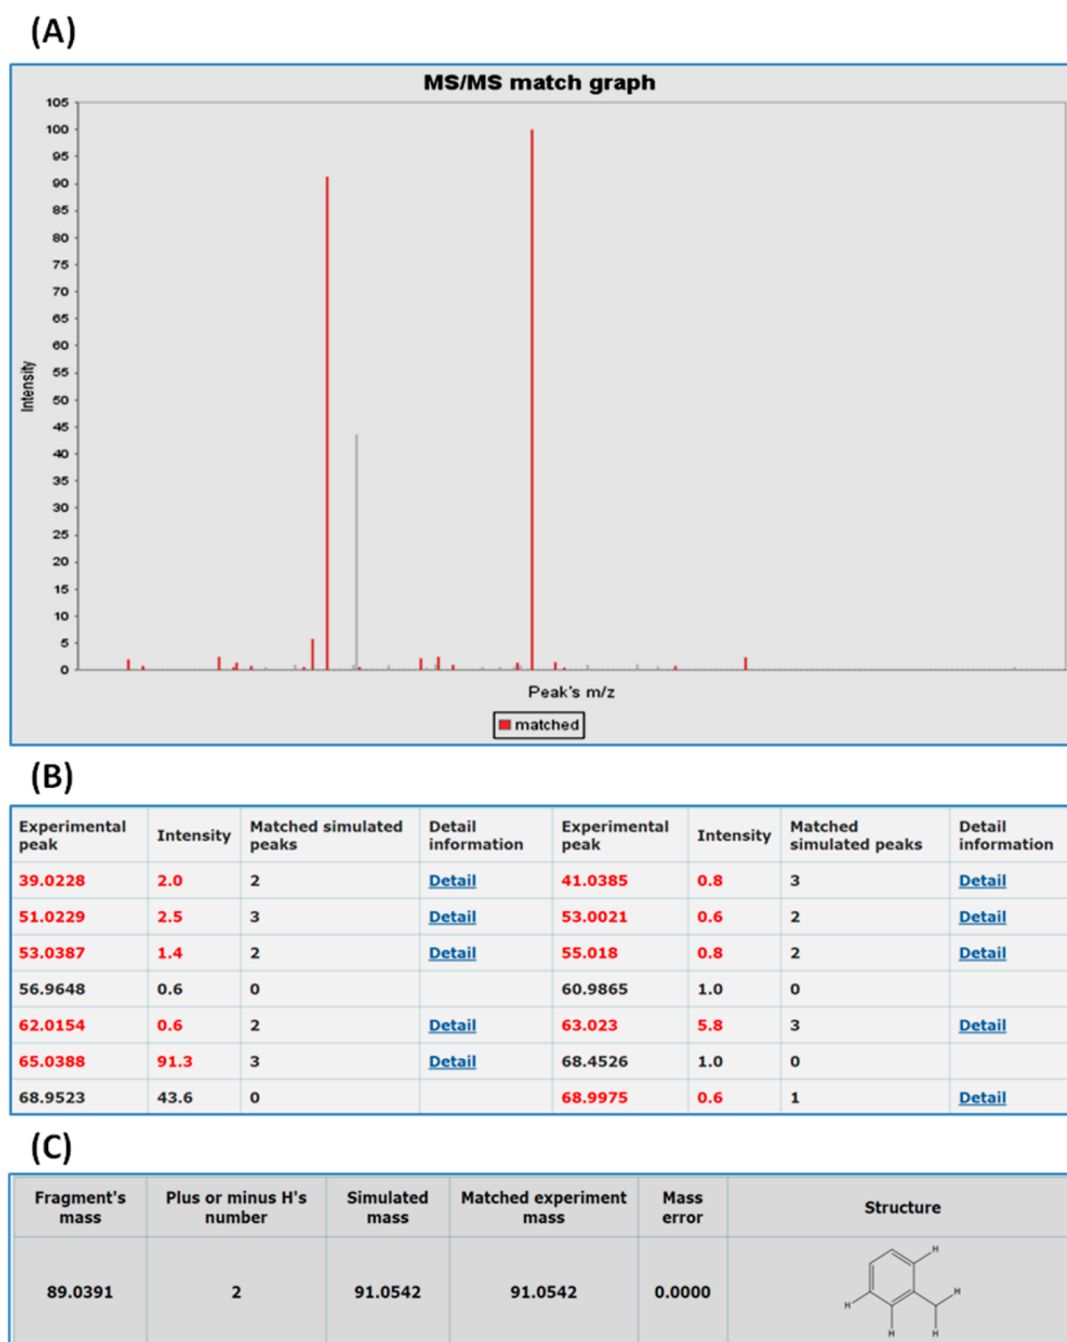 (A)
MS/MS match graph
105
100
95
90
85
80
75
70
65
60
55
50
45
40
35
30
25
20
15
10
5
0
Intensity
Peak's m/z
matched
(B)
Experimental peak Intensity Matched simulated peaks Detail information Experimental peak Intensity Matched simulated peaks Detail information
39.0228 2.0 2 Detail 41.0385 0.8 3 Detail
51.0229 2.5 3 Detail 53.0021 0.6 2 Detail
53.0387 1.4 2 Detail 55.018 0.8 2 Detail
56.9648 0.6 0 60.9865 1.0 0
62.0154 0.6 2 Detail 63.023 5.8 3 Detail
65.0388 91.3 3 Detail 68.4526 1.0 0
68.9523 43.6 0 68.9975 0.6 1 Detail
(C)
Fragment's mass Plus or minus H's number Simulated mass Matched experiment mass Mass error Structure
89.0391 2 91.0542 91.0542 0.0000
H
H
H
H
H